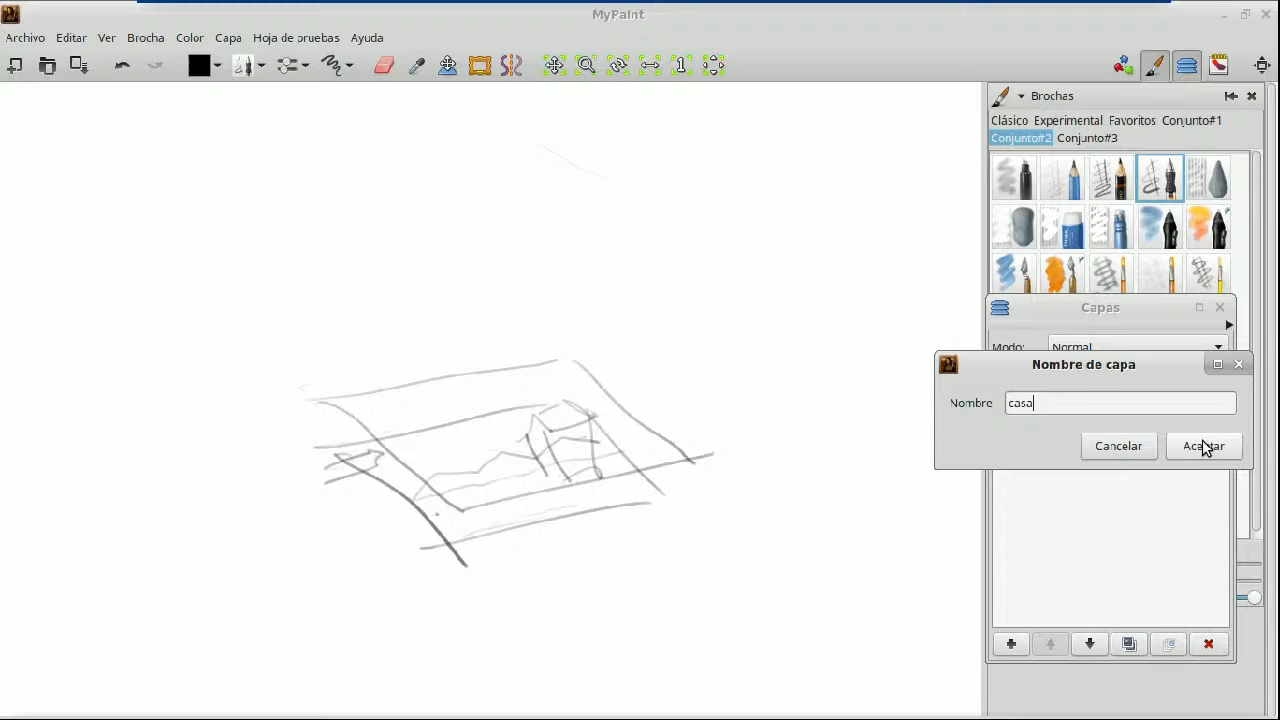 MyPaint
Archivo Editar Ver Brocha Color Capa Hoja de pruebas Ayuda
Brochas
Clásico Experimental Favoritos Conjunto#1
Conjunto#2 Conjunto#3
Capas
Modo: Normal
Nombre de capa
Nombre casa
Cancelar Aceptar